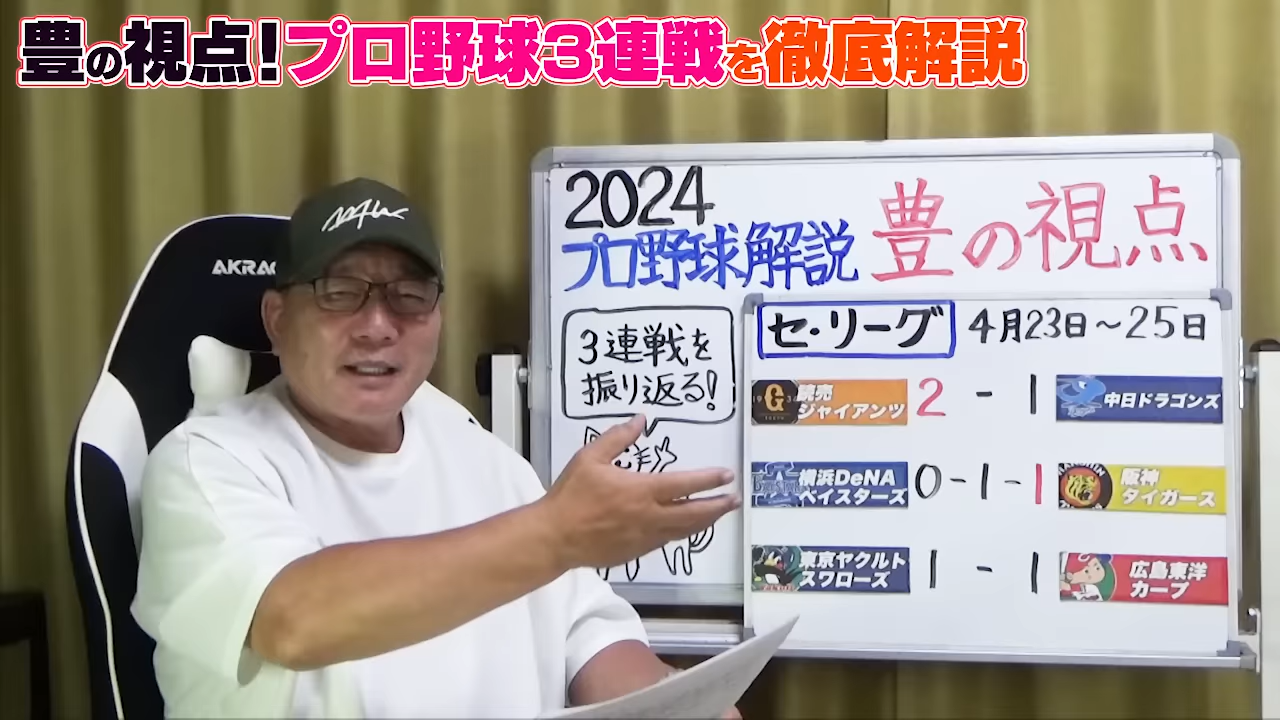 豊の視点!プロ野球3連戦を徹底解説
AKRAC
2024
プロ野球解説 豊の視点
3連戦を
振り返る!
セ・リーグ 4月23日~25日
読売
ジャイアンツ 2 - 1 中日ドラゴンズ
横浜DeNA
ベイスターズ 0-1-1 阪神
タイガース
東京ヤクルト
スワローズ 1 - 1 広島東洋
カープ